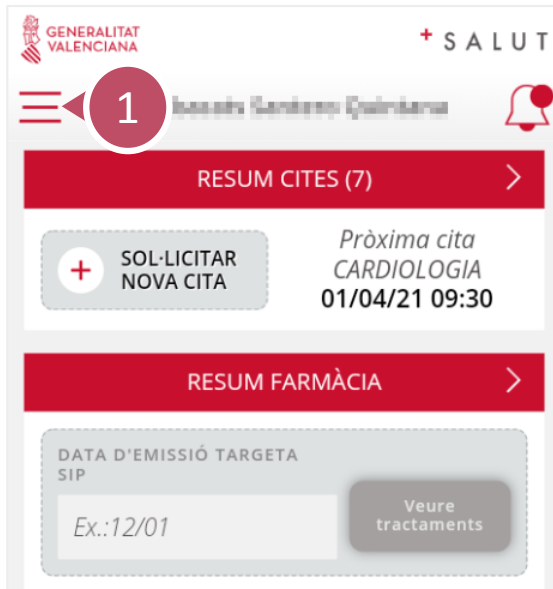 GENERALITAT
VALENCIANA
+ SALUT
1
RESUM CITES (7)
SOL·LICITAR
NOVA CITA
Pròxima cita
CARDIOLOGIA
01/04/21 09:30
RESUM FARMÀCIA
DATA D'EMISSIÓ TARGETA
SIP
Ex.:12/01
Veure
tractaments